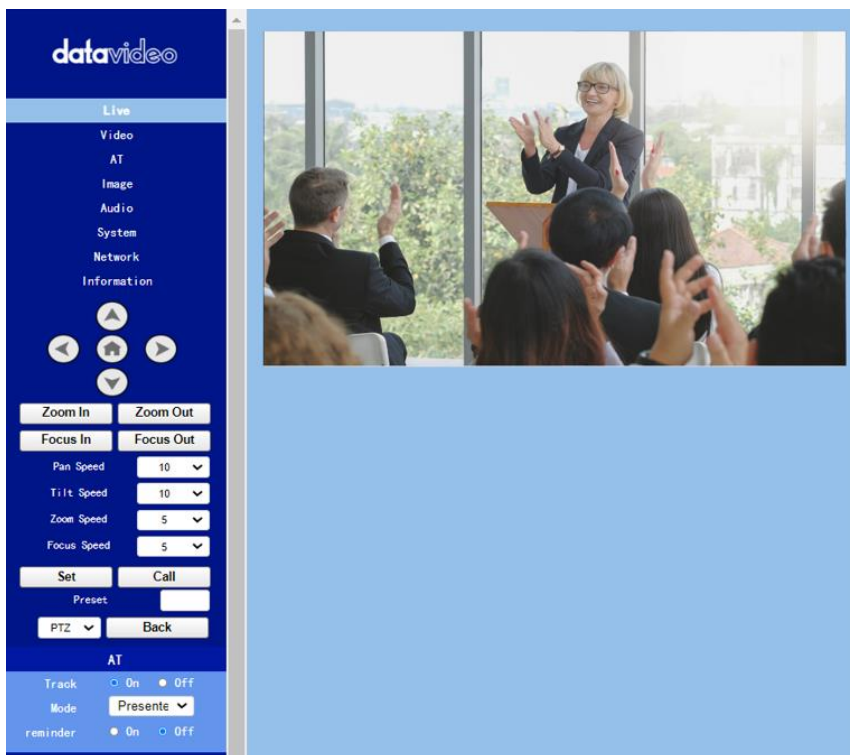 datavideo
Live
Video
AT
Image
Audio
System
Network
Information
Zoom In Zoom Out
Focus In Focus Out
Pan Speed 10
Tilt Speed 10
Zoom Speed 5
Focus Speed 5
Set Call
Preset
PTZ Back
AT
Track On Off
Mode Presente
reminder On Off